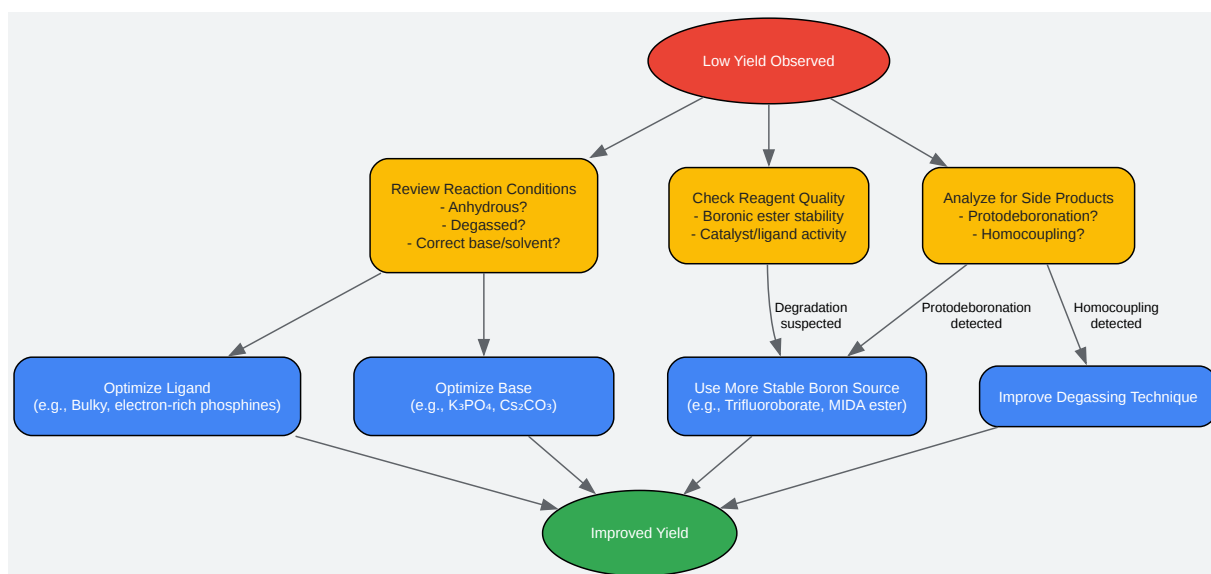 Low Yield Observed
Review Reaction Conditions
- Anhydrous?
- Degassed?
- Correct base/solvent?
Check Reagent Quality
- Boronic ester stability
- Catalyst/ligand activity
Analyze for Side Products
- Protodeboronation?
- Homocoupling?
Degradation
suspected
Protodeboronation
detected
Homocoupling
detected
Optimize Ligand
(e.g., Bulky, electron-rich phosphines)
Optimize Base
(e.g., K₃PO₄, Cs₂CO₃)
Use More Stable Boron Source
(e.g., Trifluoroborate, MIDA ester)
Improve Degassing Technique
Improved Yield